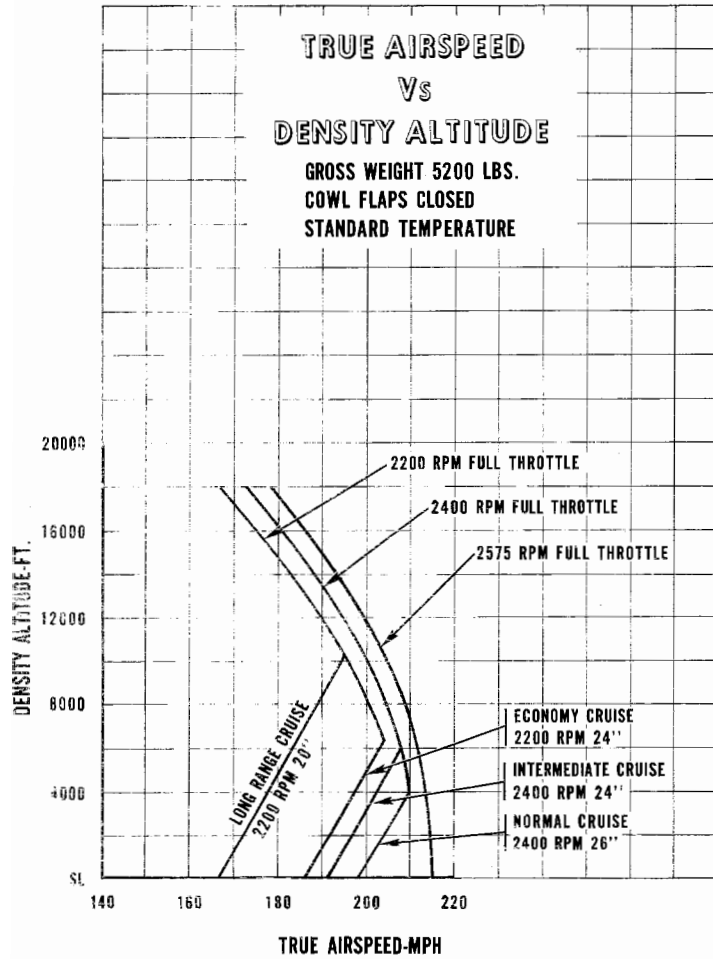 TRUE AIRSPEED
Vs
DENSITY ALTITUDE
GROSS WEIGHT 5200 LBS.
COWL FLAPS CLOSED
STANDARD TEMPERATURE
20000
16000
12000
8000
4000
SL
DENSITY ALTITUDE-FT.
2200 RPM FULL THROTTLE
2400 RPM FULL THROTTLE
2575 RPM FULL THROTTLE
LONG RANGE CRUISE
2200 RPM 20"
ECONOMY CRUISE
2200 RPM 24"
INTERMEDIATE CRUISE
2400 RPM 24"
NORMAL CRUISE
2400 RPM 26"
140 160 180 200 220
TRUE AIRSPEED-MPH